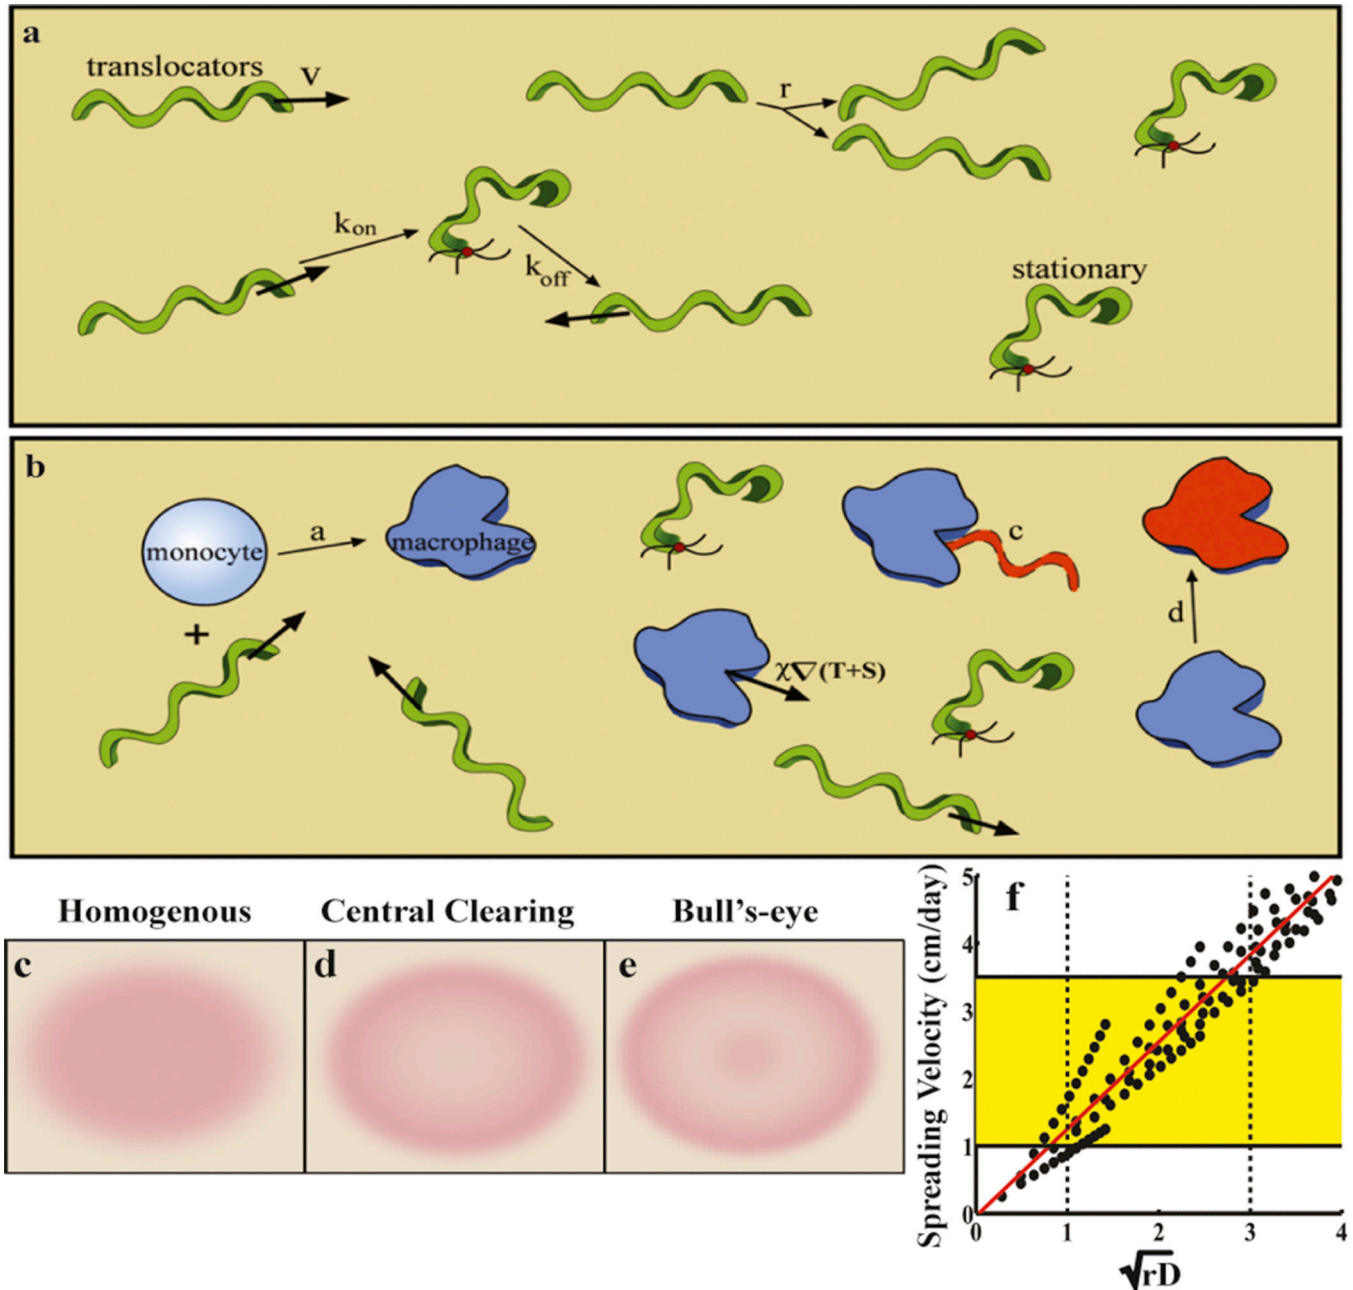 a
translocators
V
r
kon
koff
stationary
b
monocyte
a
macrophage
c
d
+
χ∇(T+S)
Homogenous
Central Clearing
Bull's-eye
c
d
e
f
Spreading Velocity (cm/day)
5
4
3
2
1
0
0 1 2 3 4
√rD